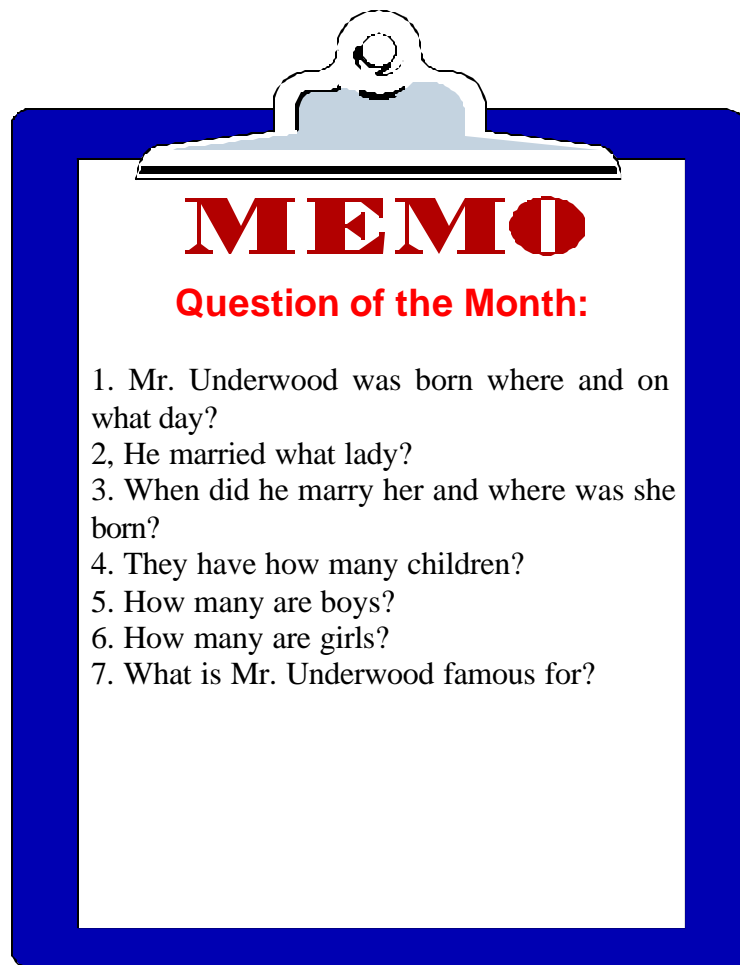 MEMO
Question of the Month:
1. Mr. Underwood was born where and on
what day?
2, He married what lady?
3. When did he marry her and where was she
born?
4. They have how many children?
5. How many are boys?
6. How many are girls?
7. What is Mr. Underwood famous for?